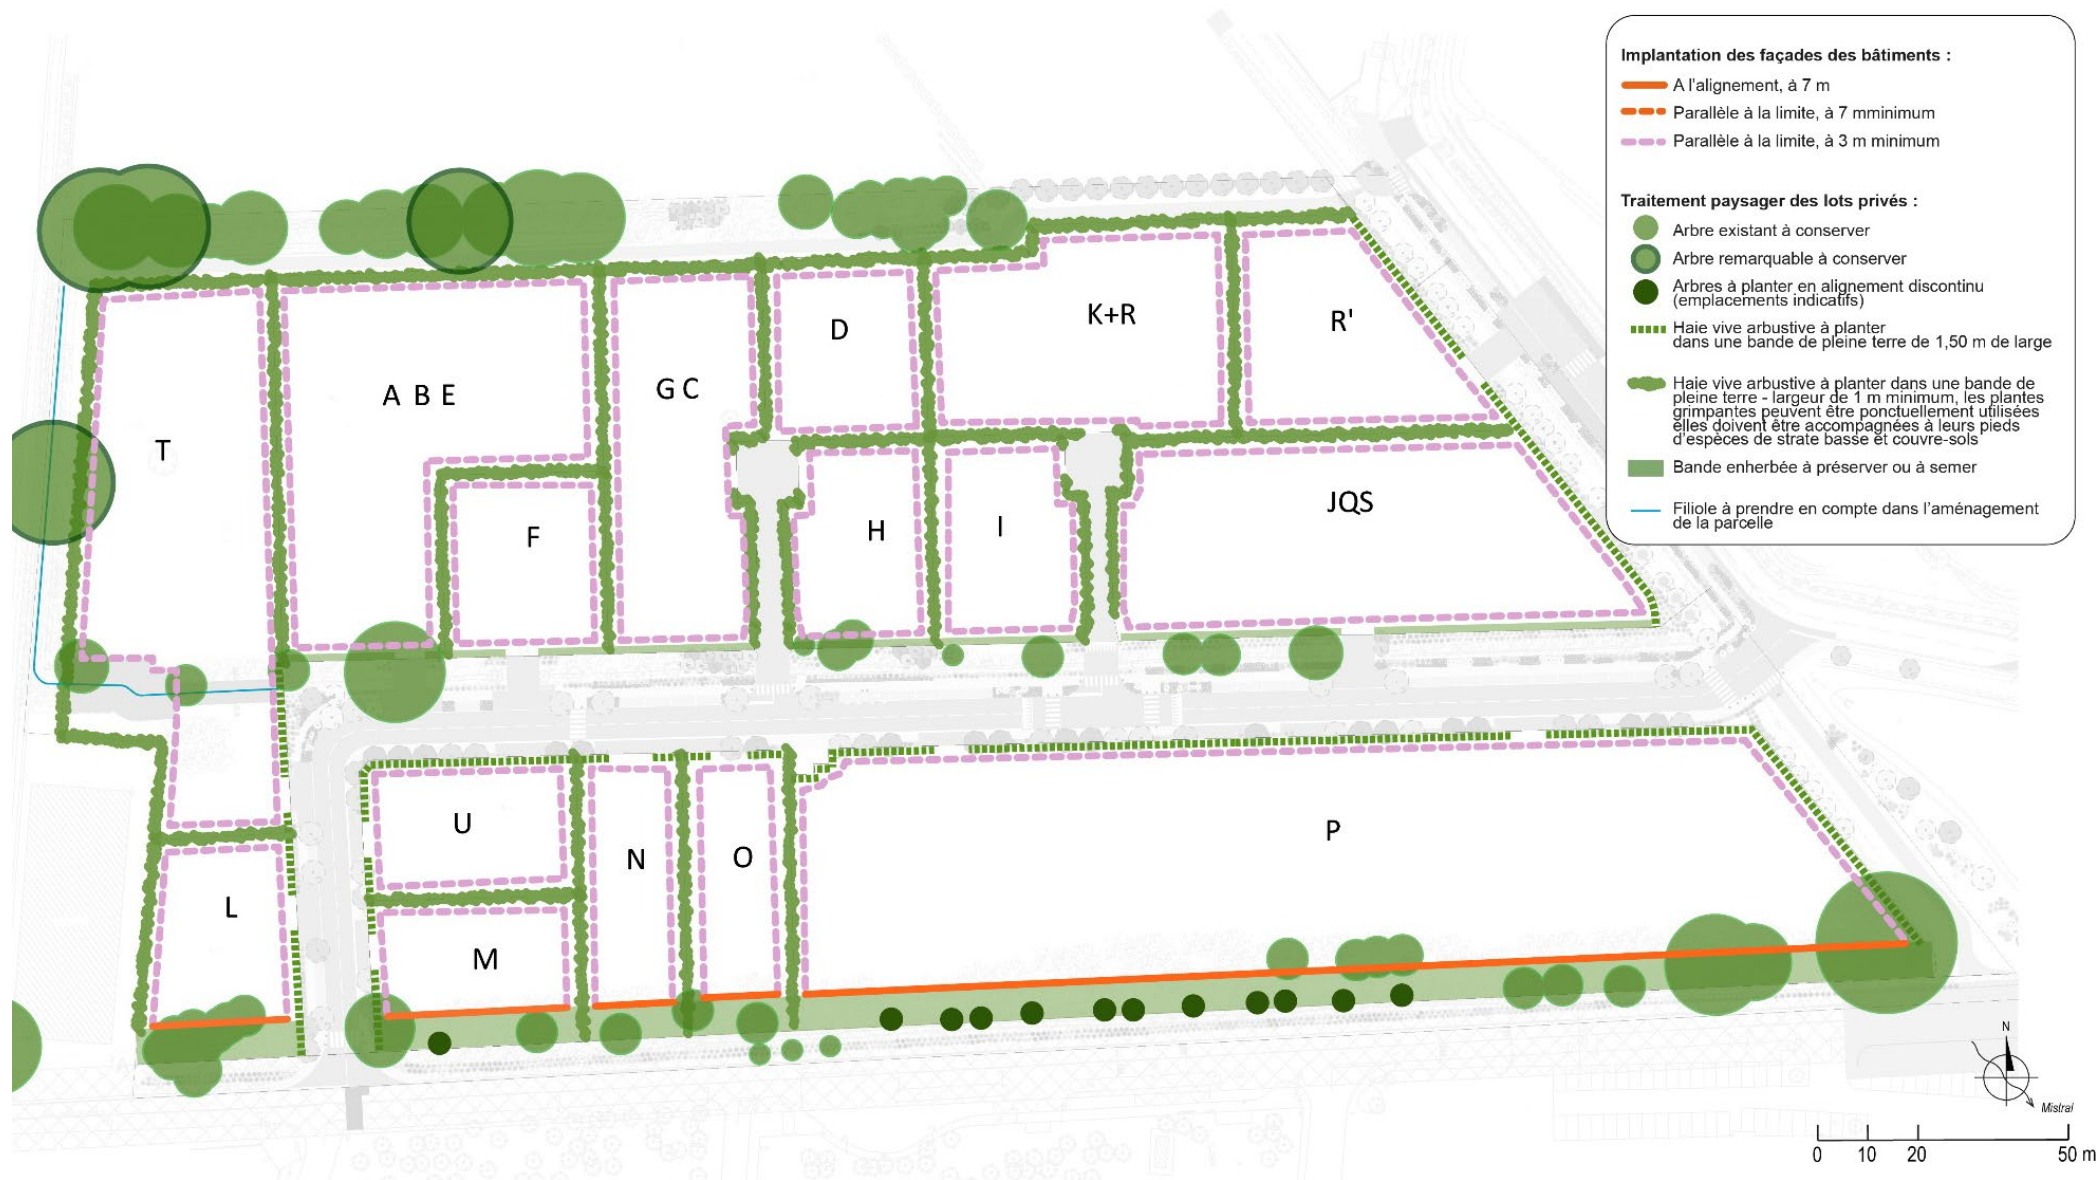 Implantation des façades des bâtiments :
A l'alignement, à 7 m
Parallèle à la limite, à 7 mminimum
Parallèle à la limite, à 3 m minimum
Traitement paysager des lots privés :
Arbre existant à conserver
Arbre remarquable à conserver
Arbres à planter en alignement discontinu
(emplacements indicatifs)
Haie vive arbustive à planter
dans une bande de pleine terre de 1,50 m de large
Haie vive arbustive à planter dans une bande de
pleine terre - largeur de 1 m minimum, les plantes
grimpantes peuvent être ponctuellement utilisées
elles doivent être accompagnées à leurs pieds
d'espèces de strate basse et couvre-sols
Bande enherbée à préserver ou à semer
Filiole à prendre en compte dans l'aménagement
de la parcelle
K+R
R'
D
A B E
G C
T
JQS
F
H
I
U
N
O
P
L
M
N
Mistral
0 10 20 50 m